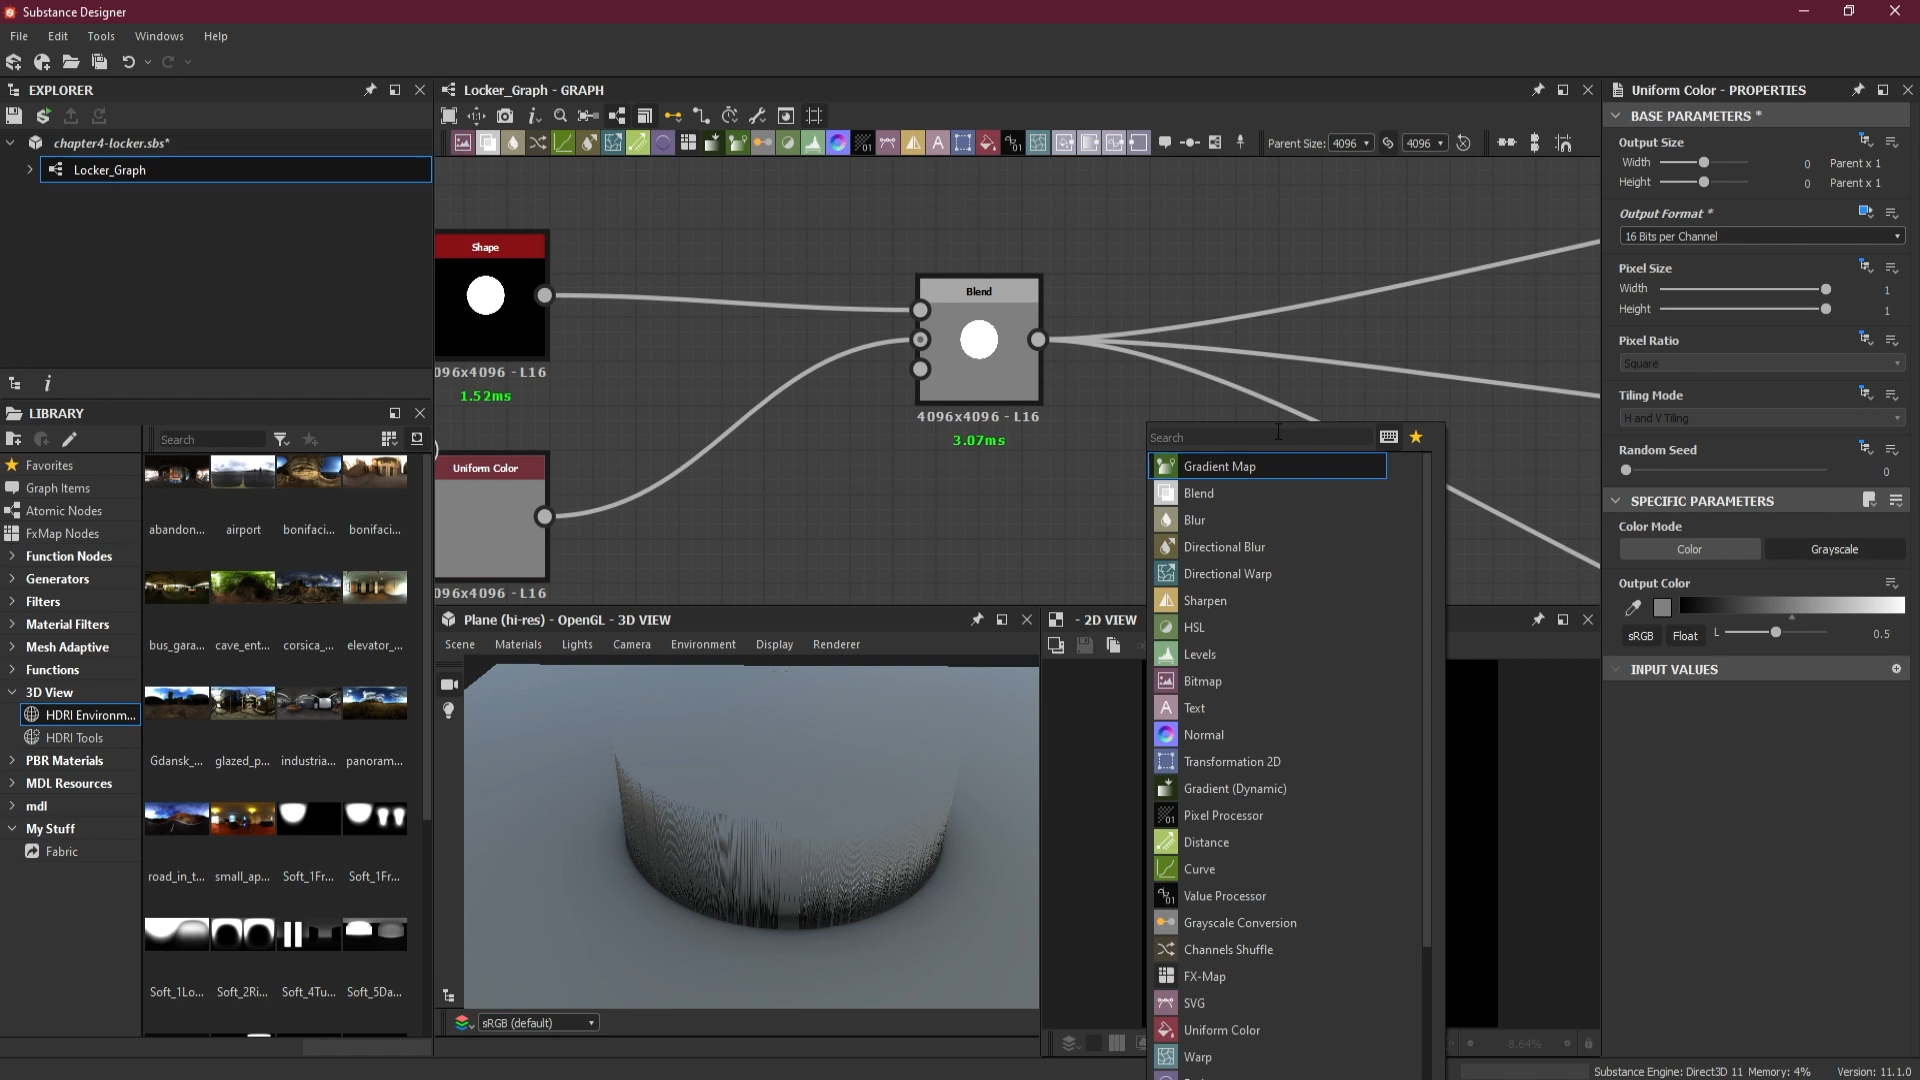 Substance Designer
File Edit Tools Windows Help
EXPLORER
chapter4-locker.sbs*
Locker_Graph
LIBRARY
Search
Favorites
Graph Items
Atomic Nodes
FxMap Nodes
Function Nodes
Generators
Filters
Material Filters
Mesh Adaptive
Functions
3D View
HDRI Environm...
HDRI Tools
PBR Materials
MDL Resources
mdl
My Stuff
Fabric
abandon... airport bonifaci... bonifaci...
bus_gara... cave_ent... corsica_... elevator_...
Gdansk_... glazed_p... industria... panoram...
road_in_t... small_ap... Soft_1Fr... Soft_1Fr...
Soft_1Lo... Soft_2Ri... Soft_4Tu... Soft_5Da...
Locker_Graph - GRAPH
Parent Size: 4096 4096
Shape
096x4096 - L16
1.52ms
Uniform Color
096x4096 - L16
Blend
4096x4096 - L16
3.07ms
Search
Gradient Map
Blend
Blur
Directional Blur
Directional Warp
Sharpen
HSL
Levels
Bitmap
Text
Normal
Transformation 2D
Gradient (Dynamic)
Pixel Processor
Distance
Curve
Value Processor
Grayscale Conversion
Channels Shuffle
FX-Map
SVG
Uniform Color
Warp
Plane (hi-res) - OpenGL - 3D VIEW
Scene Materials Lights Camera Environment Display Renderer
sRGB (default)
- 2D VIEW
8.64%
Uniform Color - PROPERTIES
BASE PARAMETERS *
Output Size
Width 0 Parent x 1
Height 0 Parent x 1
Output Format *
16 Bits per Channel
Pixel Size
Width 1
Height 1
Pixel Ratio
Square
Tiling Mode
H and V Tiling
Random Seed
0
SPECIFIC PARAMETERS
Color Mode
Color Grayscale
Output Color
sRGB Float L 0.5
INPUT VALUES
Substance Engine: Direct3D 11 Memory: 4% Version: 11.1.0